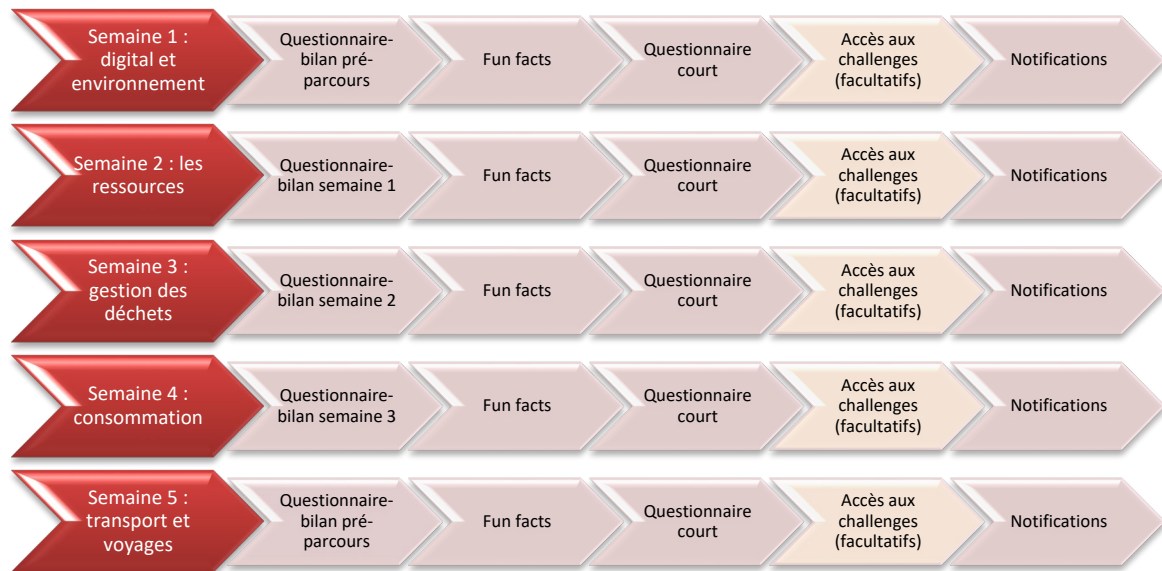 Semaine 1 :
digital et
environnement
Questionnaire-
bilan pré-
parcours
Fun facts
Questionnaire
court
Accès aux
challenges
(facultatifs)
Notifications
Semaine 2 : les
ressources
Questionnaire-
bilan semaine 1
Fun facts
Questionnaire
court
Accès aux
challenges
(facultatifs)
Notifications
Semaine 3 :
gestion des
déchets
Questionnaire-
bilan semaine 2
Fun facts
Questionnaire
court
Accès aux
challenges
(facultatifs)
Notifications
Semaine 4 :
consommation
Questionnaire-
bilan semaine 3
Fun facts
Questionnaire
court
Accès aux
challenges
(facultatifs)
Notifications
Semaine 5 :
transport et
voyages
Questionnaire-
bilan pré-
parcours
Fun facts
Questionnaire
court
Accès aux
challenges
(facultatifs)
Notifications